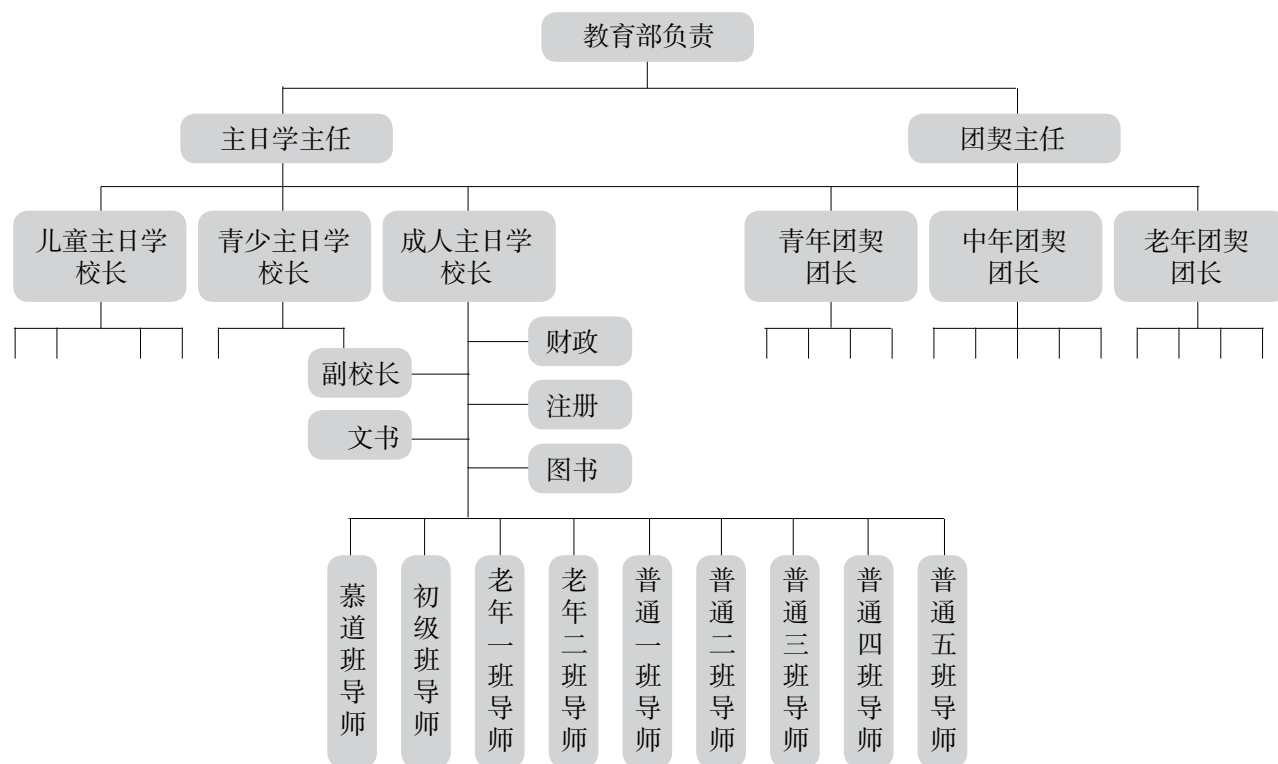 教育部负责
主日学主任
团契主任
儿童主日学
校长
青少主日学
校长
成人主日学
校长
青年团契
团长
中年团契
团长
老年团契
团长
财政
副校长
注册
文书
图书
慕道班导师
初级班导师
老年一班导师
老年二班导师
普通一班导师
普通二班导师
普通三班导师
普通四班导师
普通五班导师